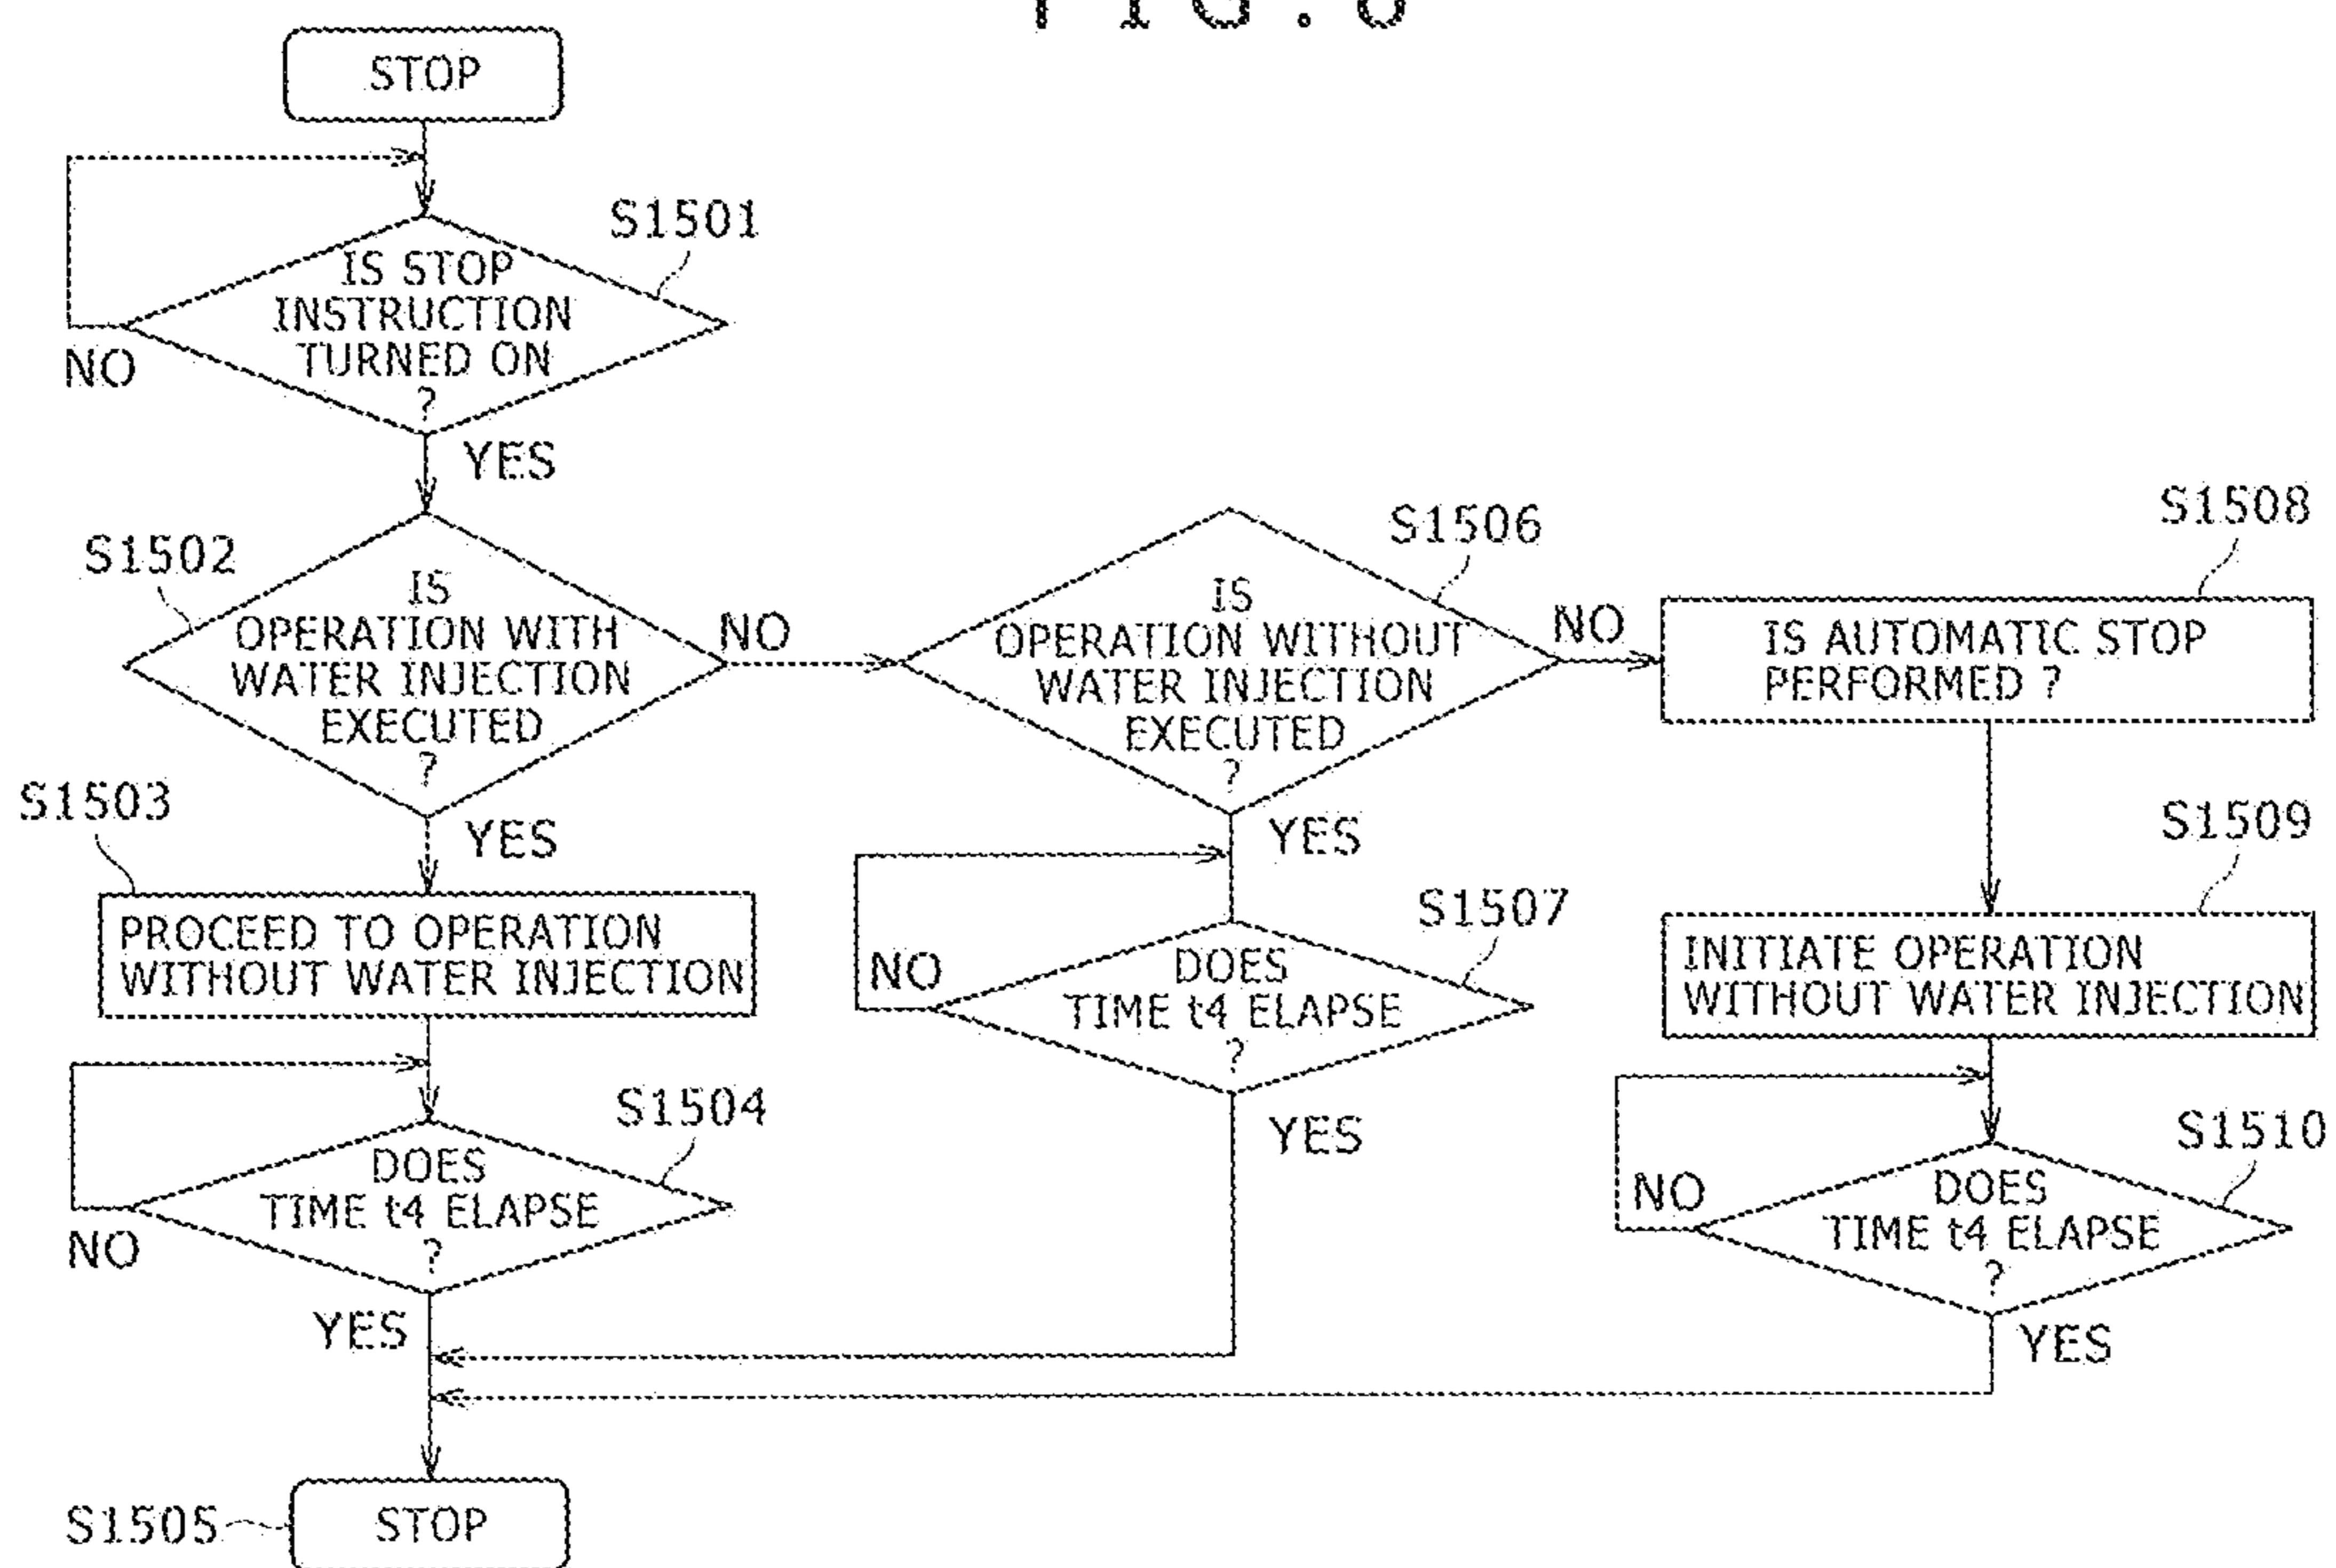 FIG.8
STOP
S1501
IS STOP
INSTRUCTION
TURNED ON
?
NO
YES
S1502
IS
OPERATION WITH
WATER INJECTION
EXECUTED
?
NO
YES
S1506
IS
OPERATION WITHOUT
WATER INJECTION
EXECUTED
?
NO
YES
S1508
IS AUTOMATIC STOP
PERFORMED ?
S1503
PROCEED TO OPERATION
WITHOUT WATER INJECTION
S1507
DOES
TIME t4 ELAPSE
?
NO
YES
S1509
INITIATE OPERATION
WITHOUT WATER INJECTION
S1504
DOES
TIME t4 ELAPSE
?
NO
YES
S1510
DOES
TIME t4 ELAPSE
?
NO
YES
S1505
STOP